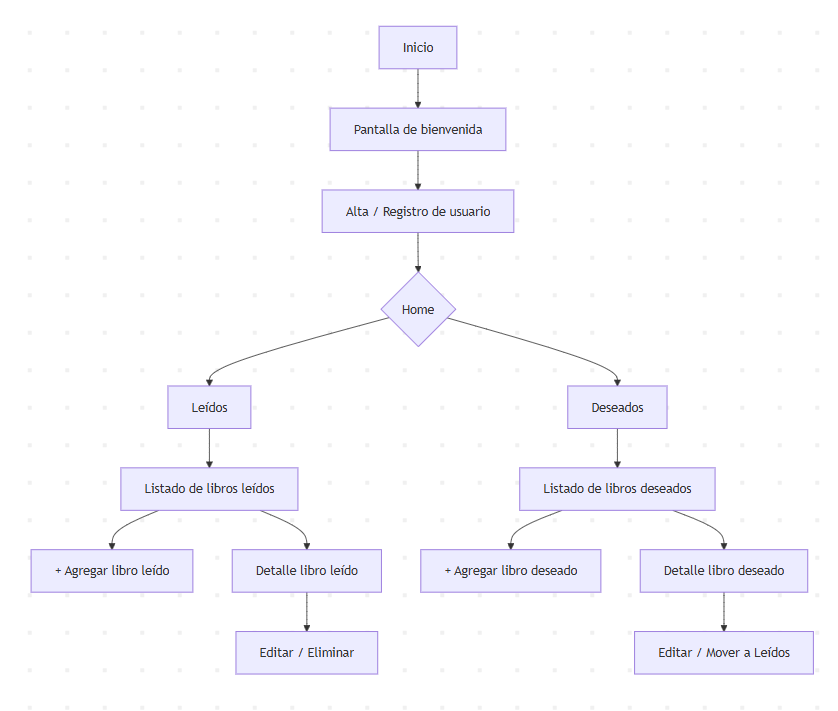 Inicio
Pantalla de bienvenida
Alta / Registro de usuario
Home
Leídos
Deseados
Listado de libros leídos
Listado de libros deseados
+ Agregar libro leído
Detalle libro leído
+ Agregar libro deseado
Detalle libro deseado
Editar / Eliminar
Editar / Mover a Leídos